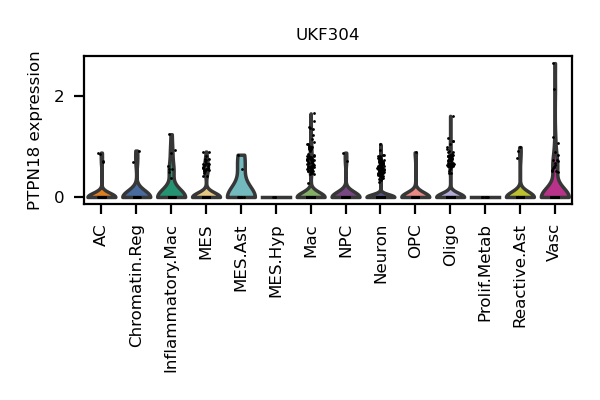 UKF304
PTPN18 expression
2
0
AC
Chromatin.Reg
Inflammatory.Mac
MES
MES.Ast
MES.Hyp
Mac
NPC
Neuron
OPC
Oligo
Prolif.Metab
Reactive.Ast
Vasc